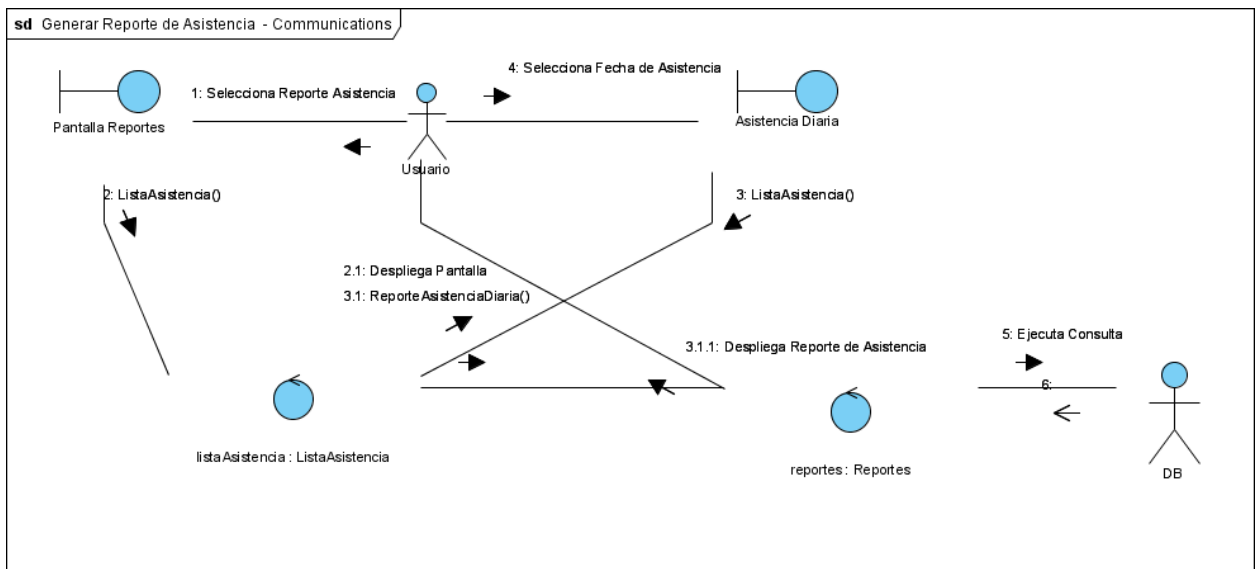 sd Generar Reporte de Asistencia - Communications
4: Selecciona Fecha de Asistencia
1: Selecciona Reporte Asistencia
Pantalla Reportes
Asistencia Diaria
Usuario
2: ListaAsistencia()
3: ListaAsistencia()
2.1: Despliega Pantalla
3.1: ReporteAsistenciaDiaria()
3.1.1: Despliega Reporte de Asistencia
5: Ejecuta Consulta
6:
listaAsistencia : ListaAsistencia
reportes : Reportes
DB